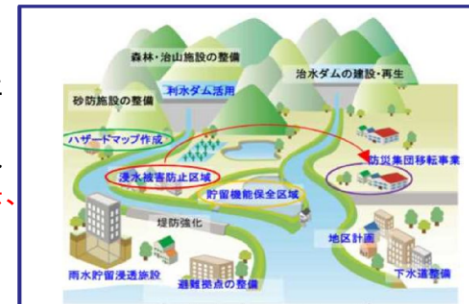 森林・治山施設の整備
治水ダムの建設・再生
利水ダム活用
砂防施設の整備
ハザードマップ作成
防災集団移転事業
浸水被害防止区域
貯留機能保全区域
堤防強化
地区計画
雨水貯留浸透施設
避難拠点の整備
下水道整備